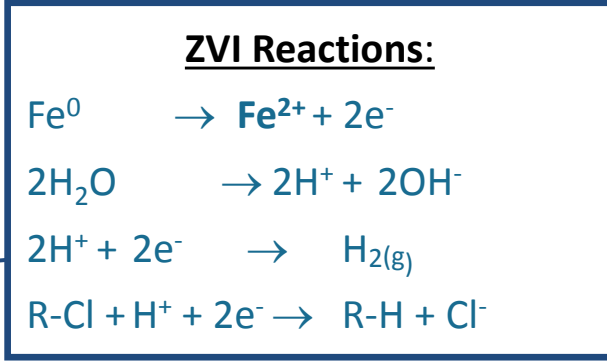 ZVI Reactions:
Fe⁰ → Fe²⁺ + 2e⁻
2H₂O → 2H⁺ + 2OH⁻
2H⁺ + 2e⁻ → H₂₍g₎
R-Cl + H⁺ + 2e⁻ → R-H + Cl⁻